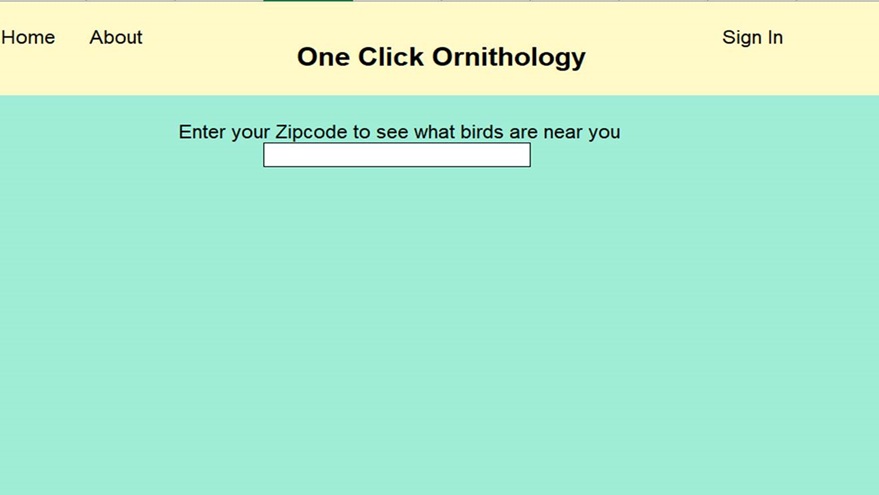 Home About Sign In
One Click Ornithology
Enter your Zipcode to see what birds are near you